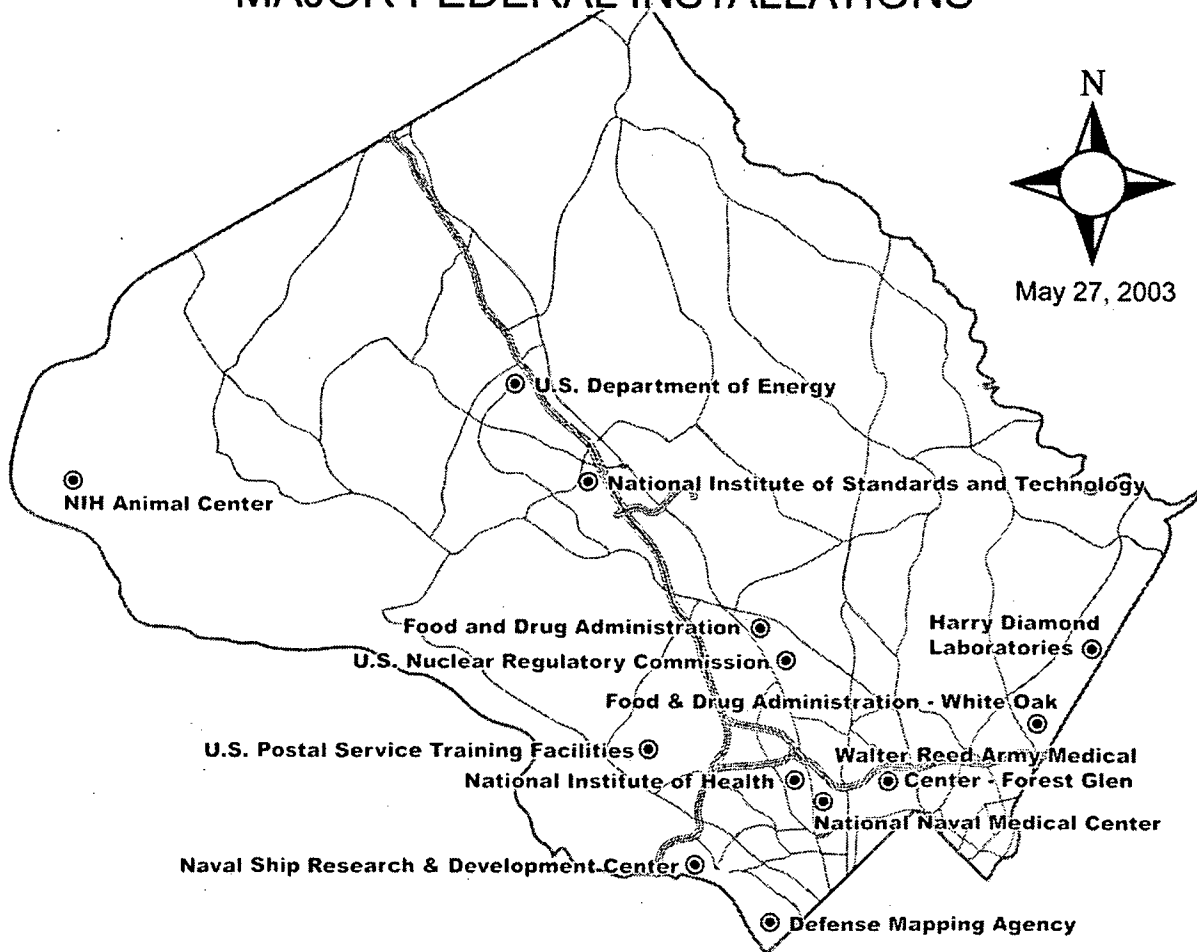 MAJOR FEDERAL INSTALLATIONS
N
May 27, 2003
U.S. Department of Energy
NIH Animal Center
National Institute of Standards and Technology
Food and Drug Administration
Harry Diamond
Laboratories
U.S. Nuclear Regulatory Commission
Food & Drug Administration - White Oak
U.S. Postal Service Training Facilities
Walter Reed Army Medical
Center - Forest Glen
National Institute of Health
National Naval Medical Center
Naval Ship Research & Development Center
Defense Mapping Agency